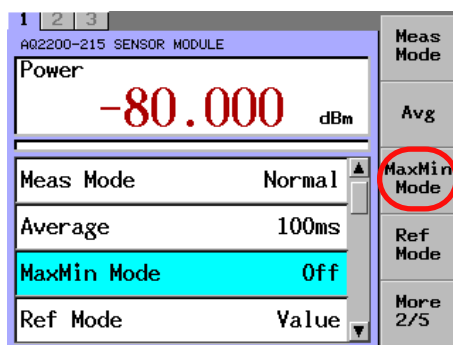 1 2 3
AQ2200-215 SENSOR MODULE
Power
-80.000 dBm
Meas Mode Normal
Average 100ms
MaxMin Mode Off
Ref Mode Value
Meas
Mode
Avg
MaxMin
Mode
Ref
Mode
More
2/5